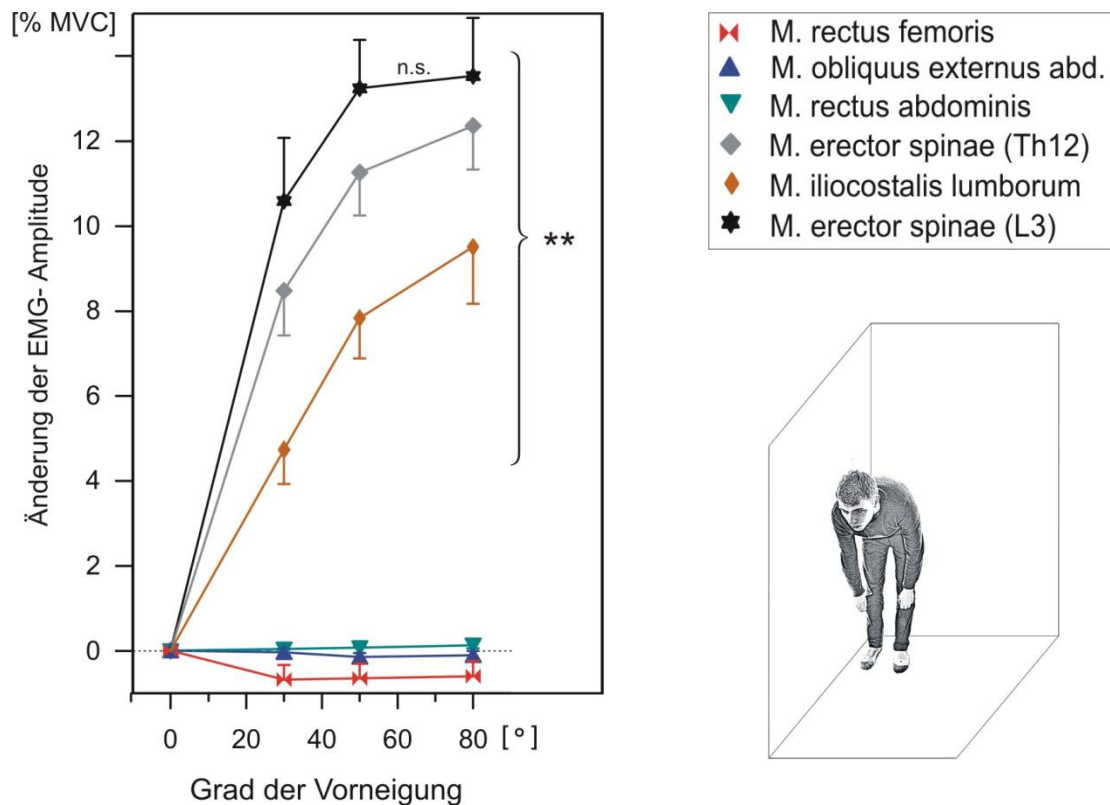 [% MVC]
12
10
8
6
4
2
0
Änderung der EMG- Amplitude
n.s.
**
0 20 40 60 80 [°]
Grad der Vorneigung
M. rectus femoris
M. obliquus externus abd.
M. rectus abdominis
M. erector spinae (Th12)
M. iliocostalis lumborum
M. erector spinae (L3)